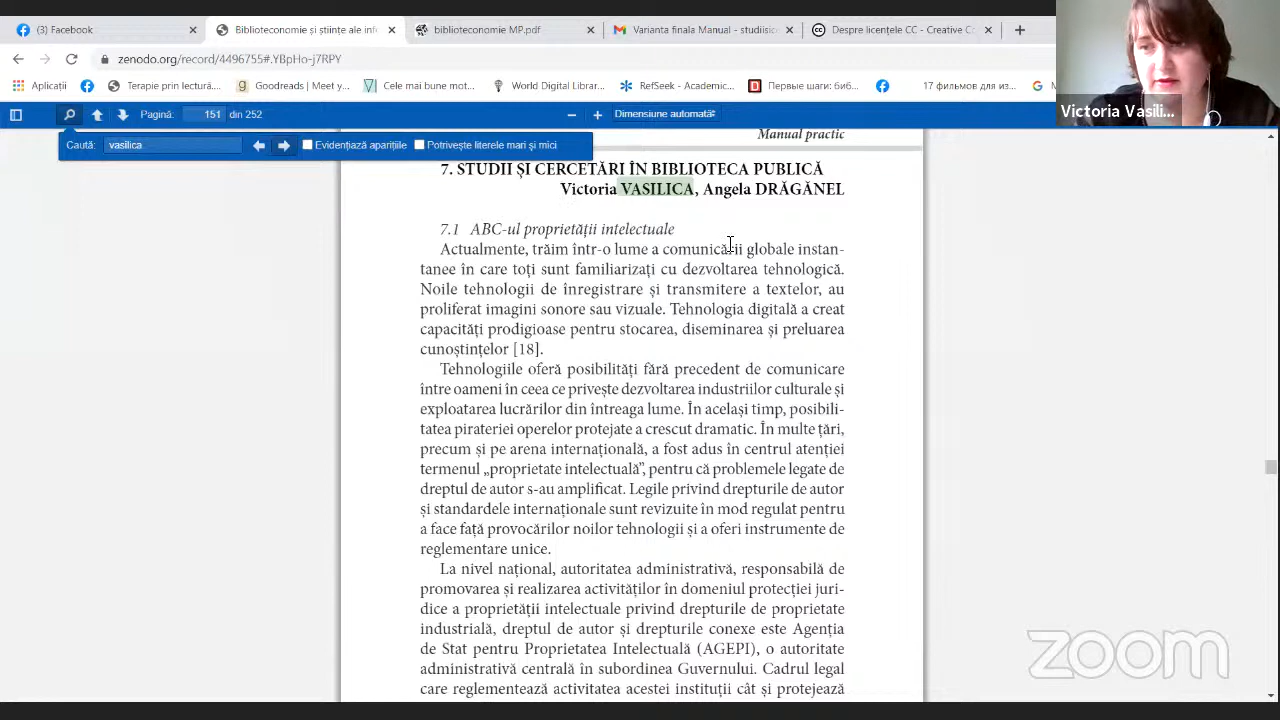 (3) Facebook
Biblioteconomie și științe ale inf
biblioteconomie MP.pdf
Varianta finala Manual - studiisic
Despre licențele CC - Creative Co
zenodo.org/record/4496755#.YBpHo-j7RPY
Aplicații
Terapie prin lectură...
Goodreads | Meet y...
Cele mai bune mot...
World Digital Librar...
RefSeek - Academic...
Первые шаги: биб...
17 фильмов для из...
Victoria Vasili...
Pagină: 151 din 252
Dimensiune automată
Caută: vasilica
Evidențiază aparițiile
Potrivește literele mari și mici
Manual practic
7. STUDII ȘI CERCETĂRI ÎN BIBLIOTECA PUBLICĂ
Victoria VASILICA, Angela DRĂGĂNEL
7.1 ABC-ul proprietății intelectuale
Actualmente, trăim într-o lume a comunicării globale instan-
tanee în care toți sunt familiarizați cu dezvoltarea tehnologică.
Noile tehnologii de înregistrare și transmitere a textelor, au
proliferat imagini sonore sau vizuale. Tehnologia digitală a creat
capacități prodigioase pentru stocarea, diseminarea și preluarea
cunoștințelor [18].
Tehnologiile oferă posibilități fără precedent de comunicare
între oameni în ceea ce privește dezvoltarea industriilor culturale și
exploatarea lucrărilor din întreaga lume. În același timp, posibili-
tatea pirateriei operelor protejate a crescut dramatic. În multe țări,
precum și pe arena internațională, a fost adus în centrul atenției
termenul „proprietate intelectuală”, pentru că problemele legate de
dreptul de autor s-au amplificat. Legile privind drepturile de autor
și standardele internaționale sunt revizuite în mod regulat pentru
a face față provocărilor noilor tehnologii și a oferi instrumente de
reglementare unice.
La nivel național, autoritatea administrativă, responsabilă de
promovarea și realizarea activităților în domeniul protecției juri-
dice a proprietății intelectuale privind drepturile de proprietate
industrială, dreptul de autor și drepturile conexe este Agenția
de Stat pentru Proprietatea Intelectuală (AGEPI), o autoritate
administrativă centrală în subordinea Guvernului. Cadrul legal
care reglementează activitatea acestei instituții cât și protejează
zoom